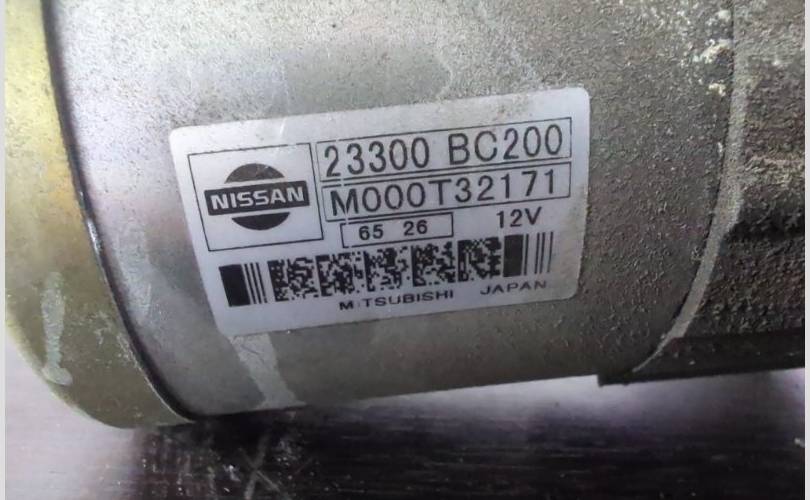 NISSAN
23300 BC200
M000T32171
65 26
12V
MITSUBISHI JAPAN